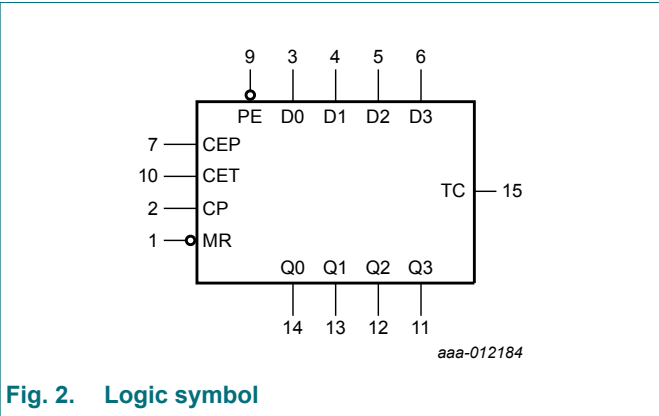 9 3 4 5 6
PE D0 D1 D2 D3
7 CEP
10 CET
TC 15
2 CP
1 MR
Q0 Q1 Q2 Q3
14 13 12 11
aaa-012184
Fig. 2. Logic symbol